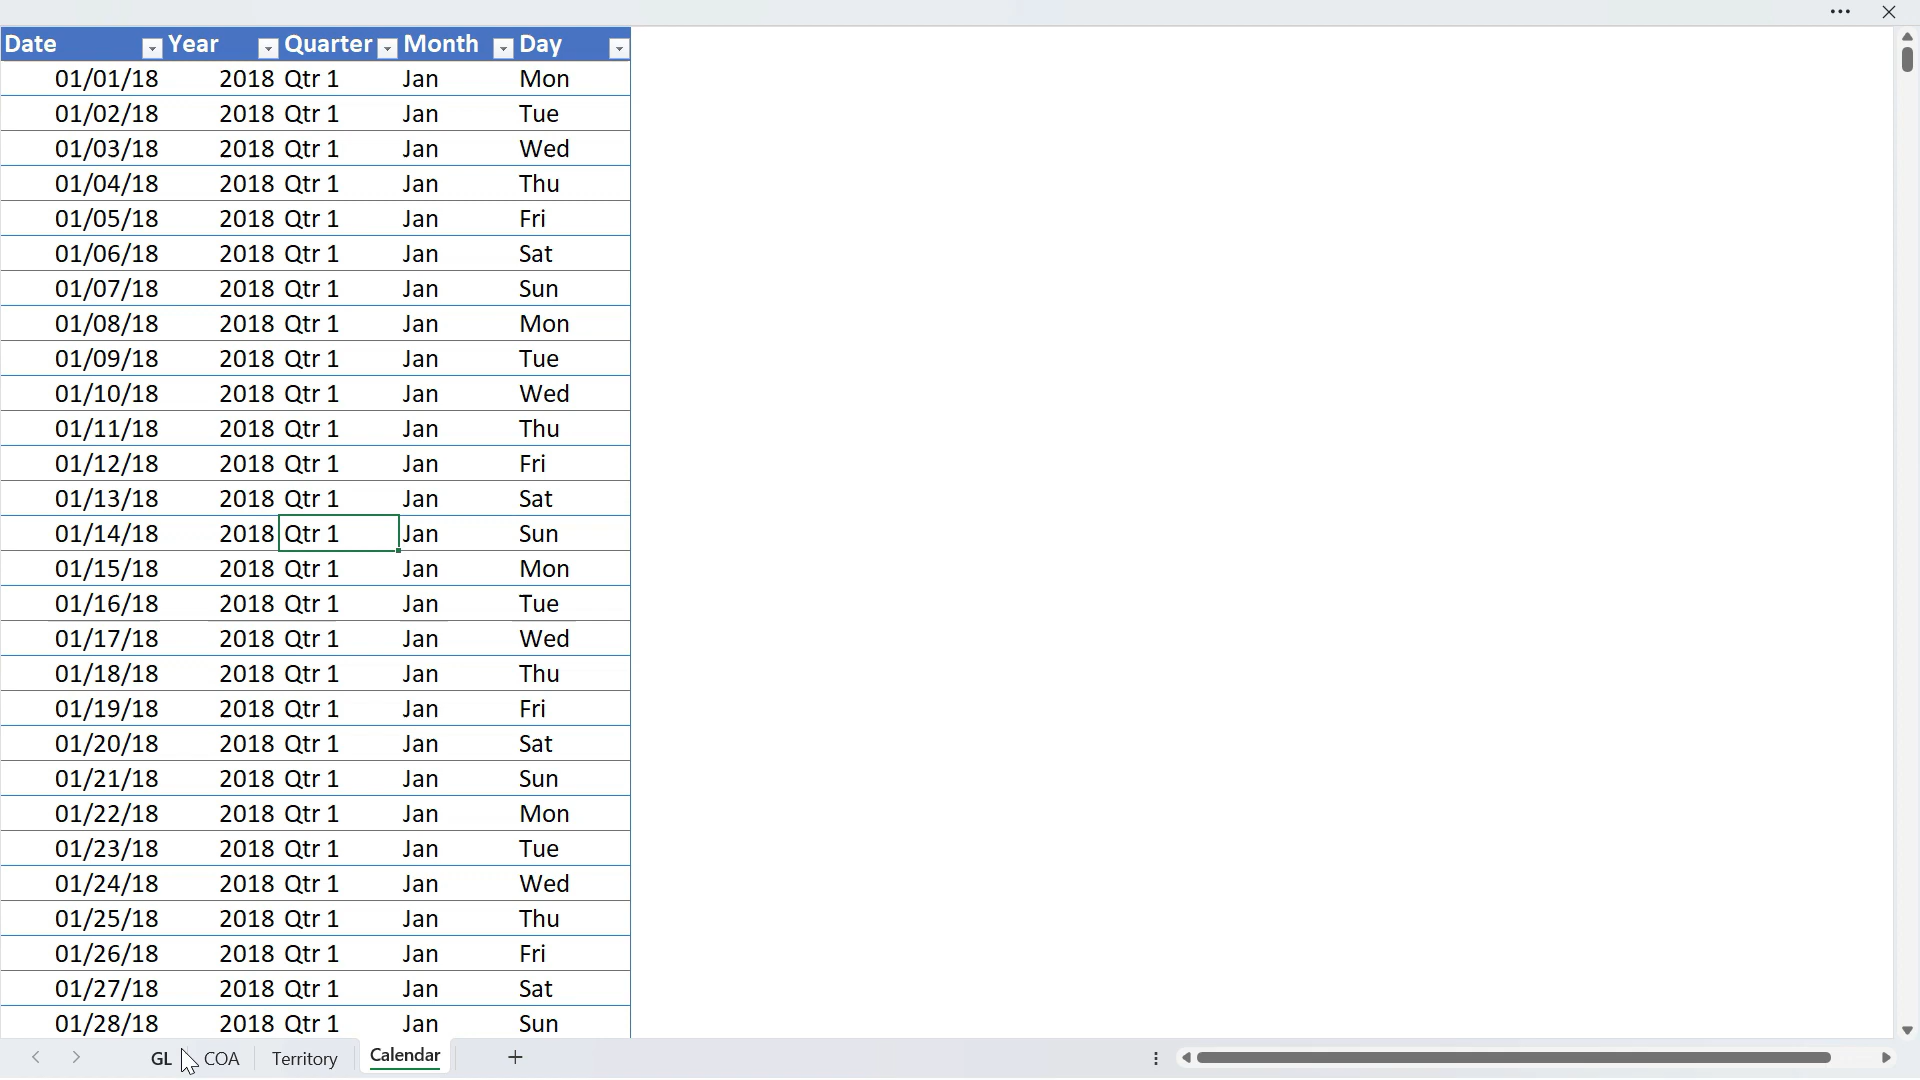 Date Year Quarter Month Day
01/01/18 2018 Qtr 1 Jan Mon
01/02/18 2018 Qtr 1 Jan Tue
01/03/18 2018 Qtr 1 Jan Wed
01/04/18 2018 Qtr 1 Jan Thu
01/05/18 2018 Qtr 1 Jan Fri
01/06/18 2018 Qtr 1 Jan Sat
01/07/18 2018 Qtr 1 Jan Sun
01/08/18 2018 Qtr 1 Jan Mon
01/09/18 2018 Qtr 1 Jan Tue
01/10/18 2018 Qtr 1 Jan Wed
01/11/18 2018 Qtr 1 Jan Thu
01/12/18 2018 Qtr 1 Jan Fri
01/13/18 2018 Qtr 1 Jan Sat
01/14/18 2018 Qtr 1 Jan Sun
01/15/18 2018 Qtr 1 Jan Mon
01/16/18 2018 Qtr 1 Jan Tue
01/17/18 2018 Qtr 1 Jan Wed
01/18/18 2018 Qtr 1 Jan Thu
01/19/18 2018 Qtr 1 Jan Fri
01/20/18 2018 Qtr 1 Jan Sat
01/21/18 2018 Qtr 1 Jan Sun
01/22/18 2018 Qtr 1 Jan Mon
01/23/18 2018 Qtr 1 Jan Tue
01/24/18 2018 Qtr 1 Jan Wed
01/25/18 2018 Qtr 1 Jan Thu
01/26/18 2018 Qtr 1 Jan Fri
01/27/18 2018 Qtr 1 Jan Sat
01/28/18 2018 Qtr 1 Jan Sun
GL COA Territory Calendar